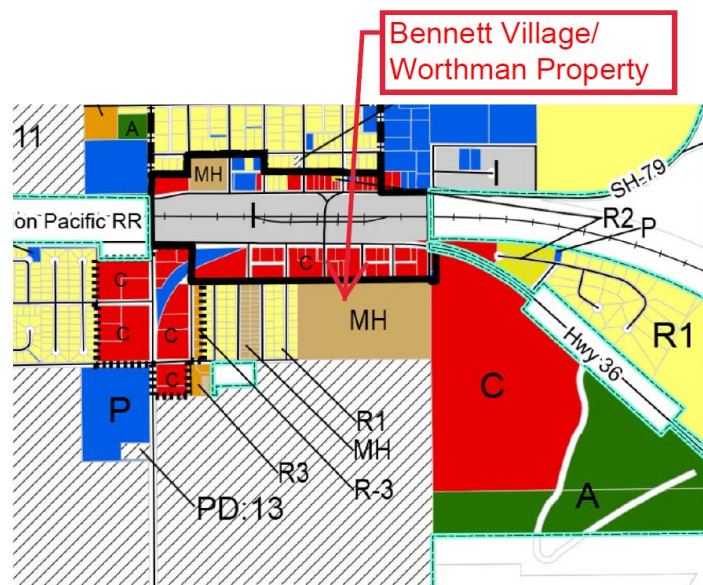 Bennett Village/
Worthman Property
11
A
MH
I
SH-79
on Pacific RR
I
R2
P
C
C
C
C
C
C
MH
R1
Hwy 36
P
C
R1
MH
R3
R-3
PD:13
A